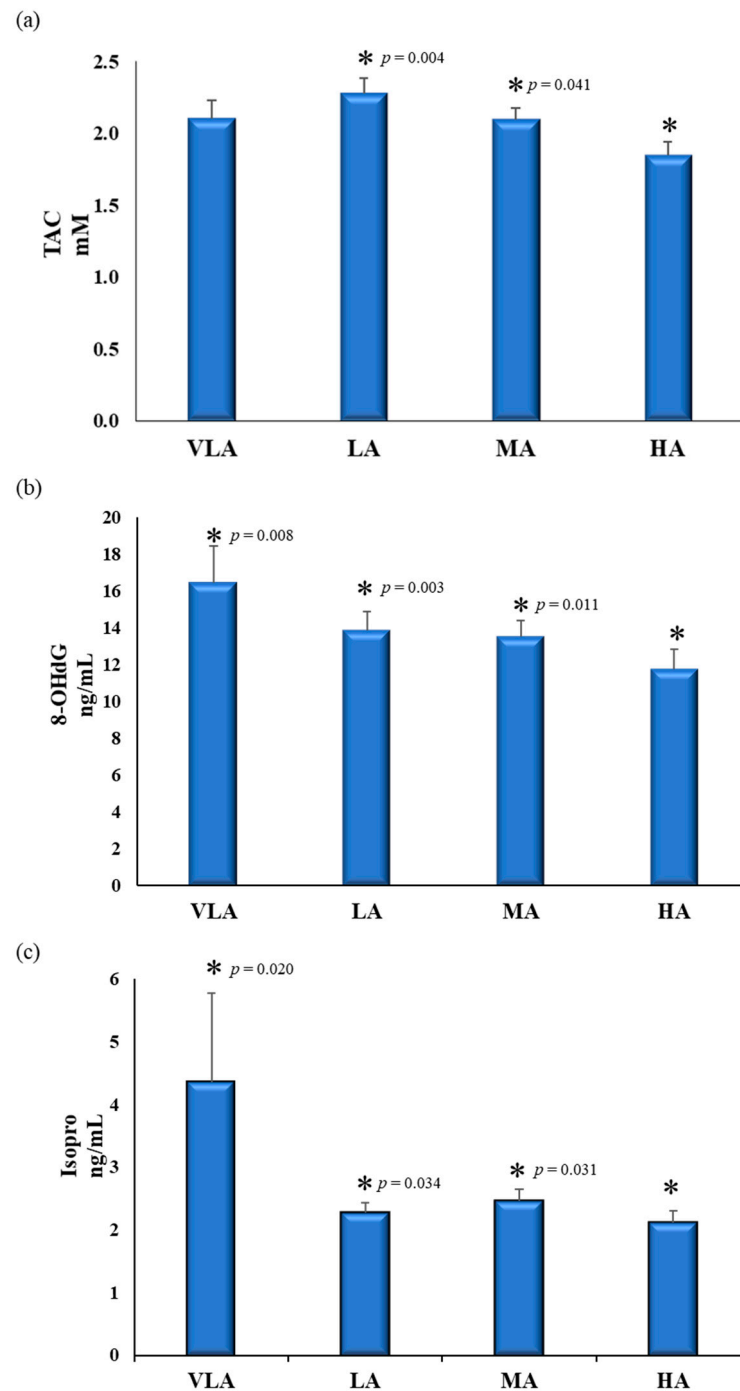 (a)
* p = 0.004
* p = 0.041
*
2.5
2.0
1.5
1.0
0.5
0.0
TAC
mM
VLA LA MA HA
(b)
* p = 0.008
* p = 0.003
* p = 0.011
*
20
18
16
14
12
10
8
6
4
2
0
8-OHdG
ng/mL
VLA LA MA HA
(c)
* p = 0.020
* p = 0.034
* p = 0.031
*
6
5
4
3
2
1
0
Isopro
ng/mL
VLA LA MA HA